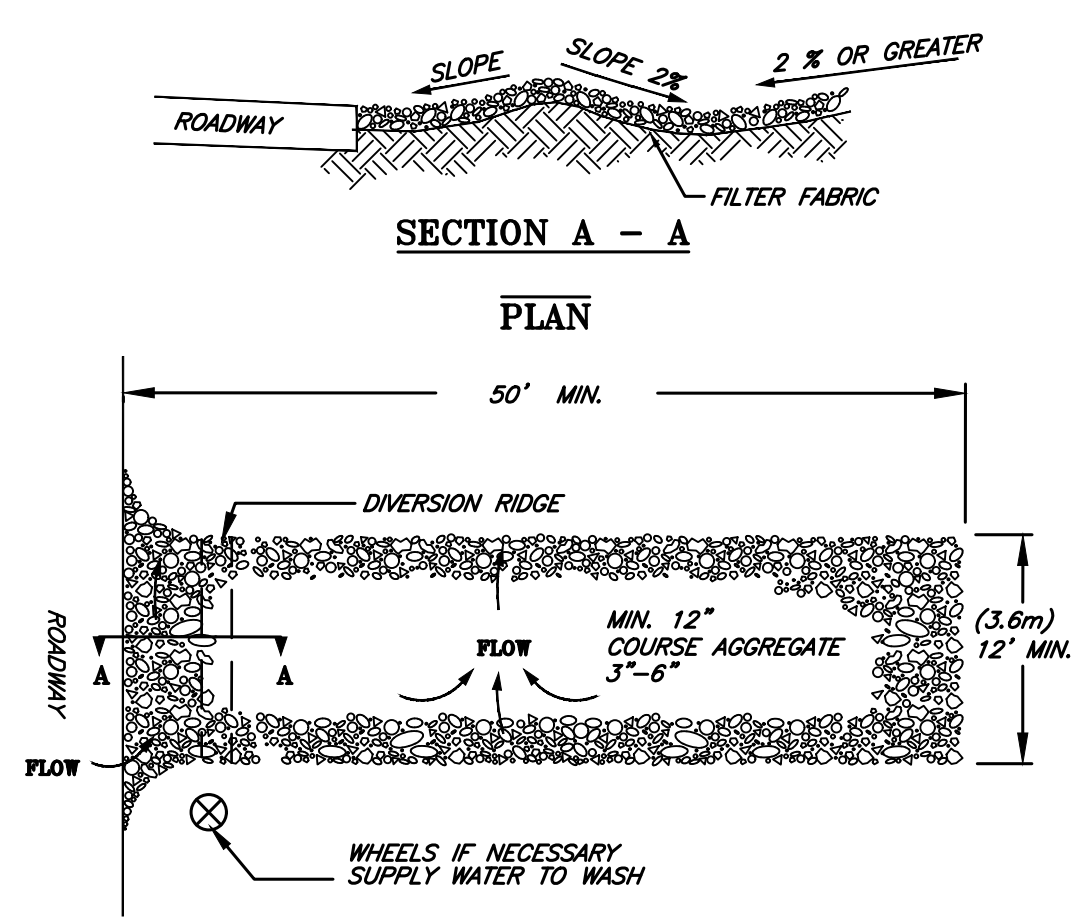 SLOPE
SLOPE 2%
2 % OR GREATER
ROADWAY
FILTER FABRIC
SECTION A - A
PLAN
50' MIN.
DIVERSION RIDGE
ROADWAY
A
A
FLOW
MIN. 12"
COURSE AGGREGATE
3"-6"
(3.6m)
12' MIN.
FLOW
WHEELS IF NECESSARY
SUPPLY WATER TO WASH